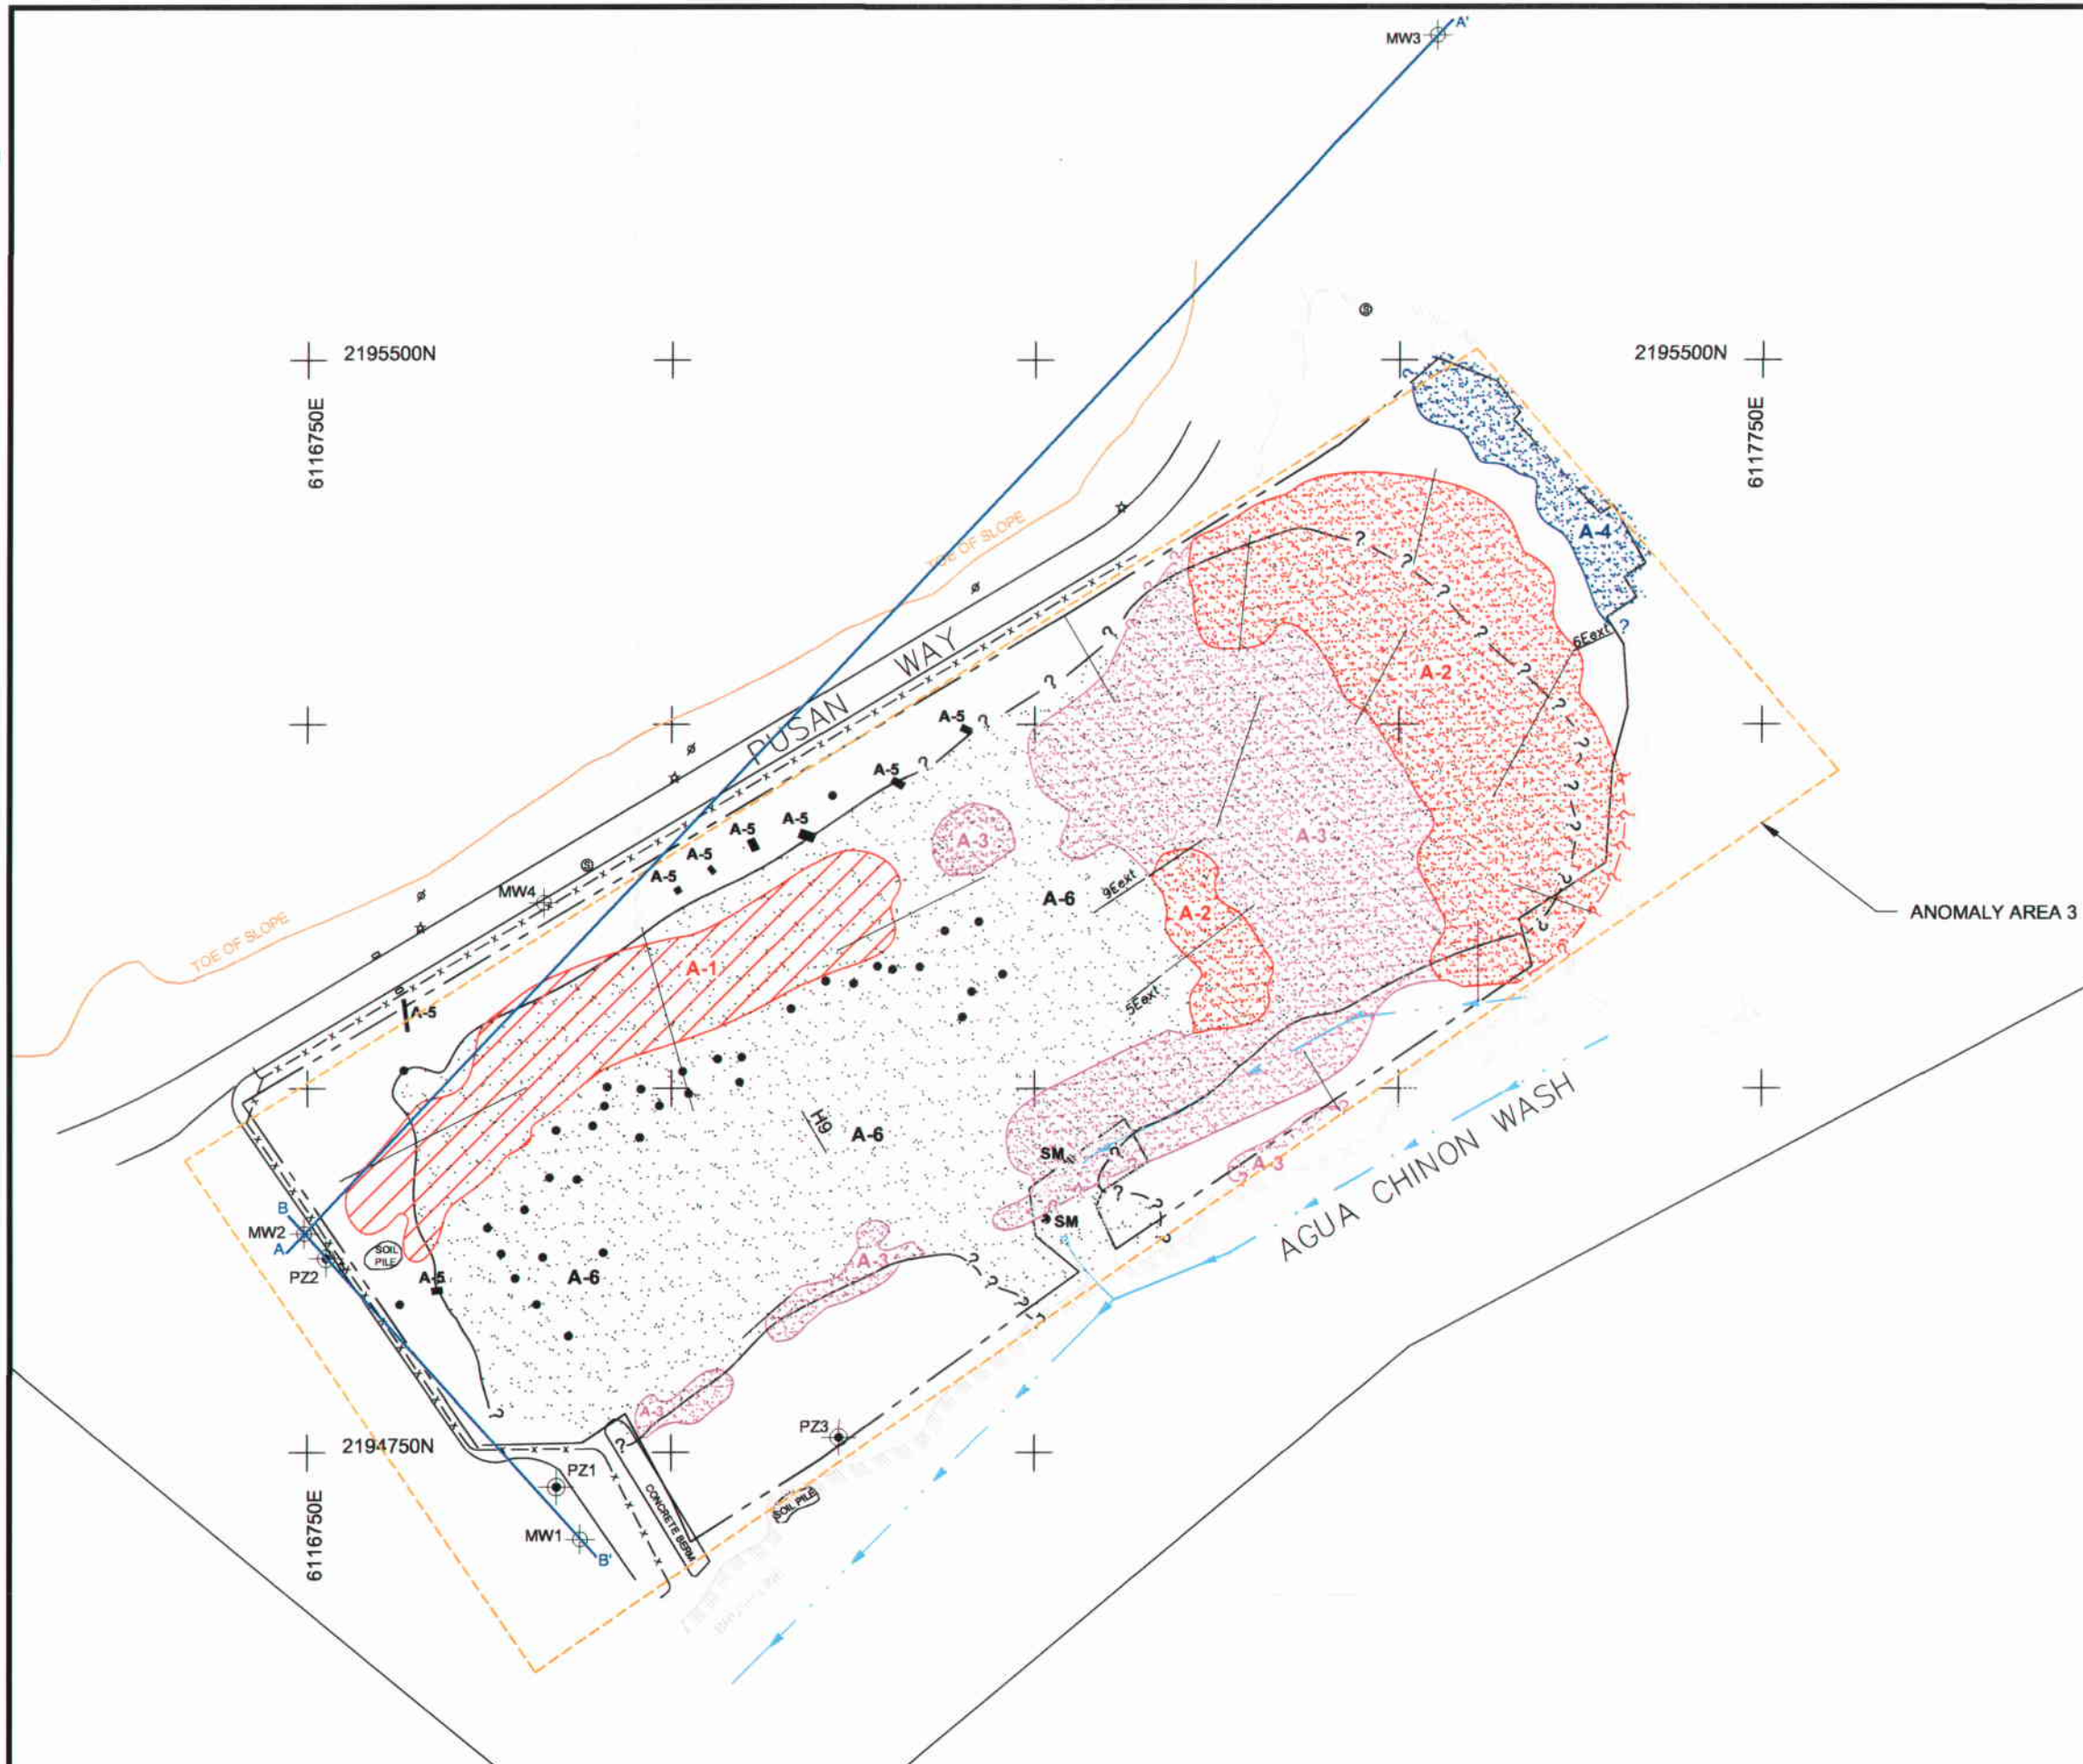 A'
MW3
S
2195500N
2195500N
6116750E
6117750E
TOE OF SLOPE
A-4
?
6Eext
PUSAN WAY
A-2
A-5
A-5
A-5
A-5
A-5
A-5
A-3
A-3
A-6
9Eext
A-2
5Eext
S
MW4
TOE OF SLOPE
A-1
A-5
ANOMALY AREA 3
H9
A-6
SM
SM
A-3
AGUA CHINON WASH
B
MW2
A
PZ2
SOIL
PILE
A-5
A-6
A-3
A-3
PZ3
2194750N
PZ1
6116750E
MW1
B'
CONCRETE BERM
SOIL PILE